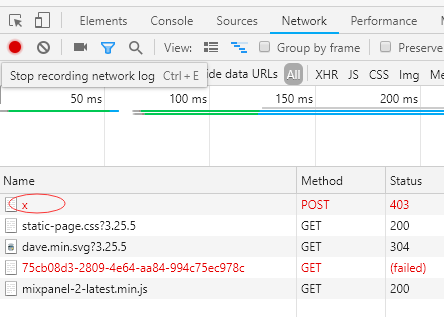 Elements Console Sources Network Performance
View: Group by frame Preserve
Stop recording network log Ctrl + E
ide data URLs All XHR JS CSS Img Me
50 ms 100 ms 150 ms 200 ms
Name Method Status
x POST 403
static-page.css?3.25.5 GET 200
dave.min.svg?3.25.5 GET 304
75cb08d3-2809-4e64-aa84-994c75ec978c GET (failed)
mixpanel-2-latest.min.js GET 200